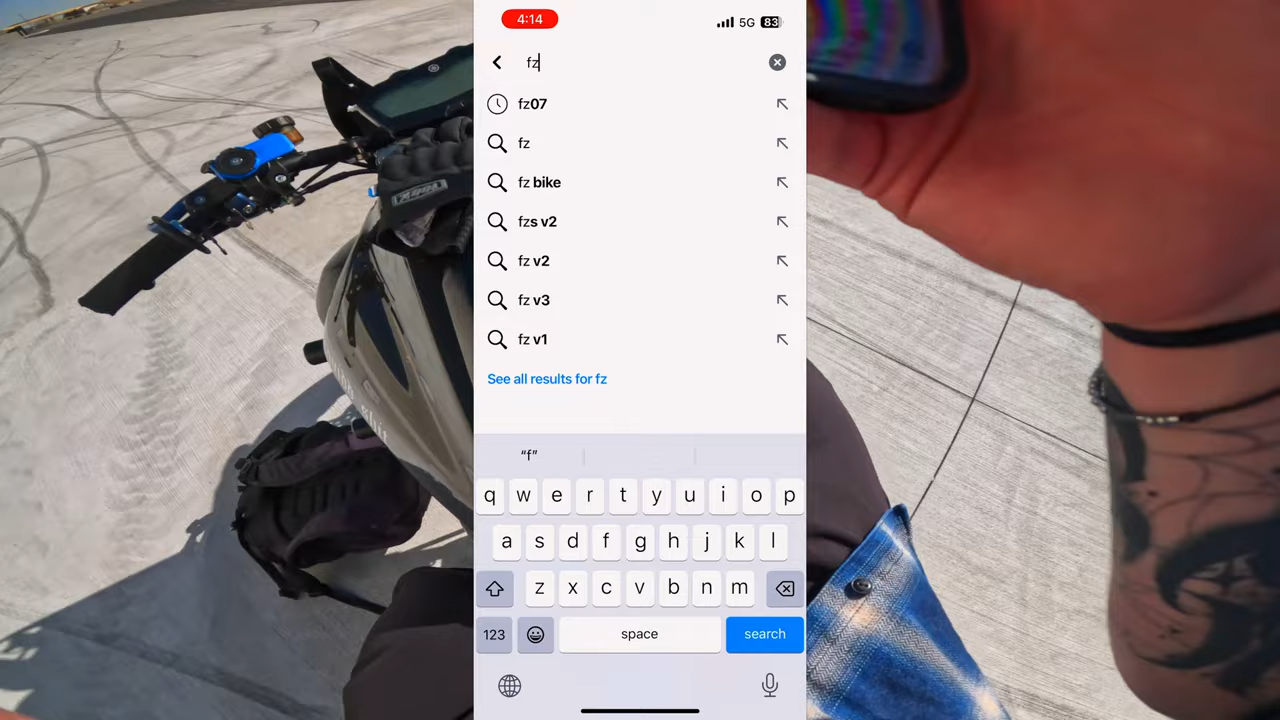 4:14
5G 83
fz
fz07
fz
fz bike
fzs v2
fz v2
fz v3
fz v1
See all results for fz
“f”
q w e r t y u i o p
a s d f g h j k l
z x c v b n m
123 space search